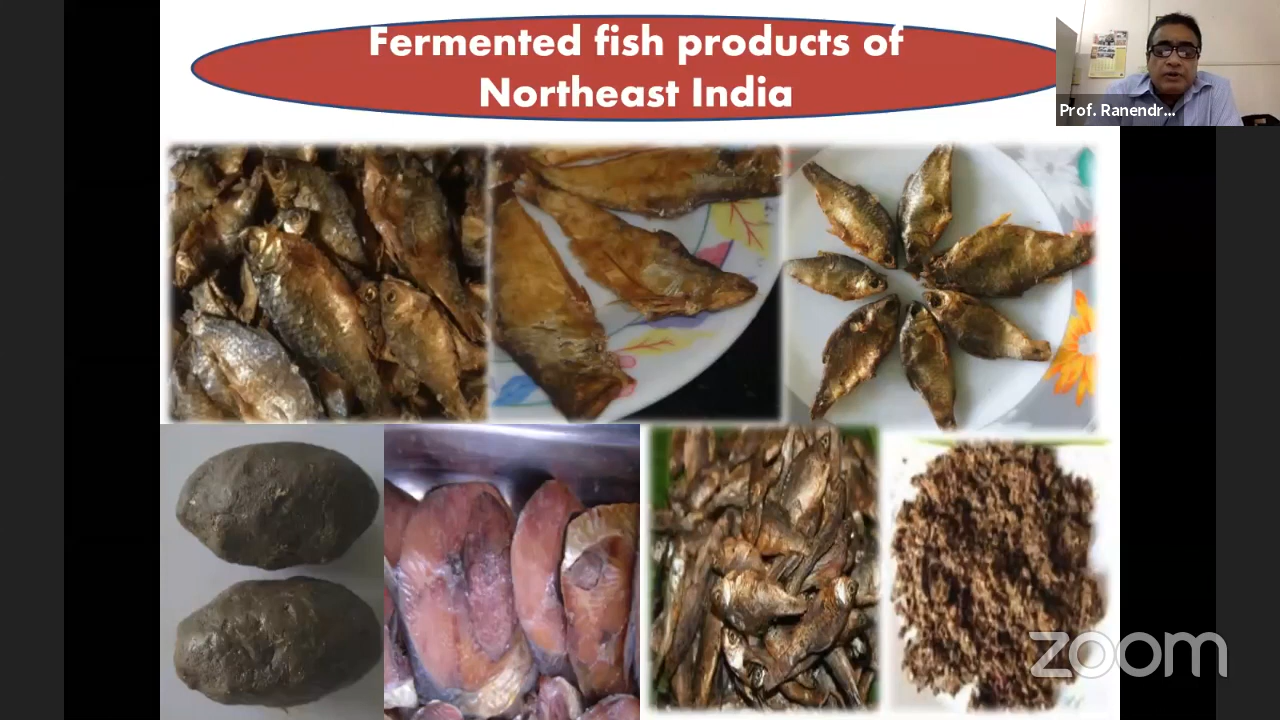 Fermented fish products of
Northeast India
Prof. Ranendr...
zoom